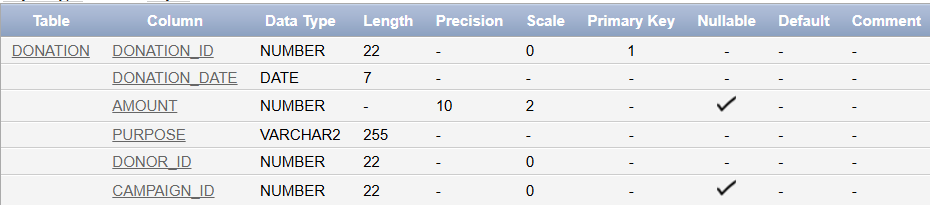 Table Column Data Type Length Precision Scale Primary Key Nullable Default Comment
DONATION DONATION_ID NUMBER 22 - 0 1 - - -
DONATION_DATE DATE 7 - - - - - -
AMOUNT NUMBER - 10 2 - ✓ - -
PURPOSE VARCHAR2 255 - - - - - -
DONOR_ID NUMBER 22 - 0 - - - -
CAMPAIGN_ID NUMBER 22 - 0 - ✓ - -